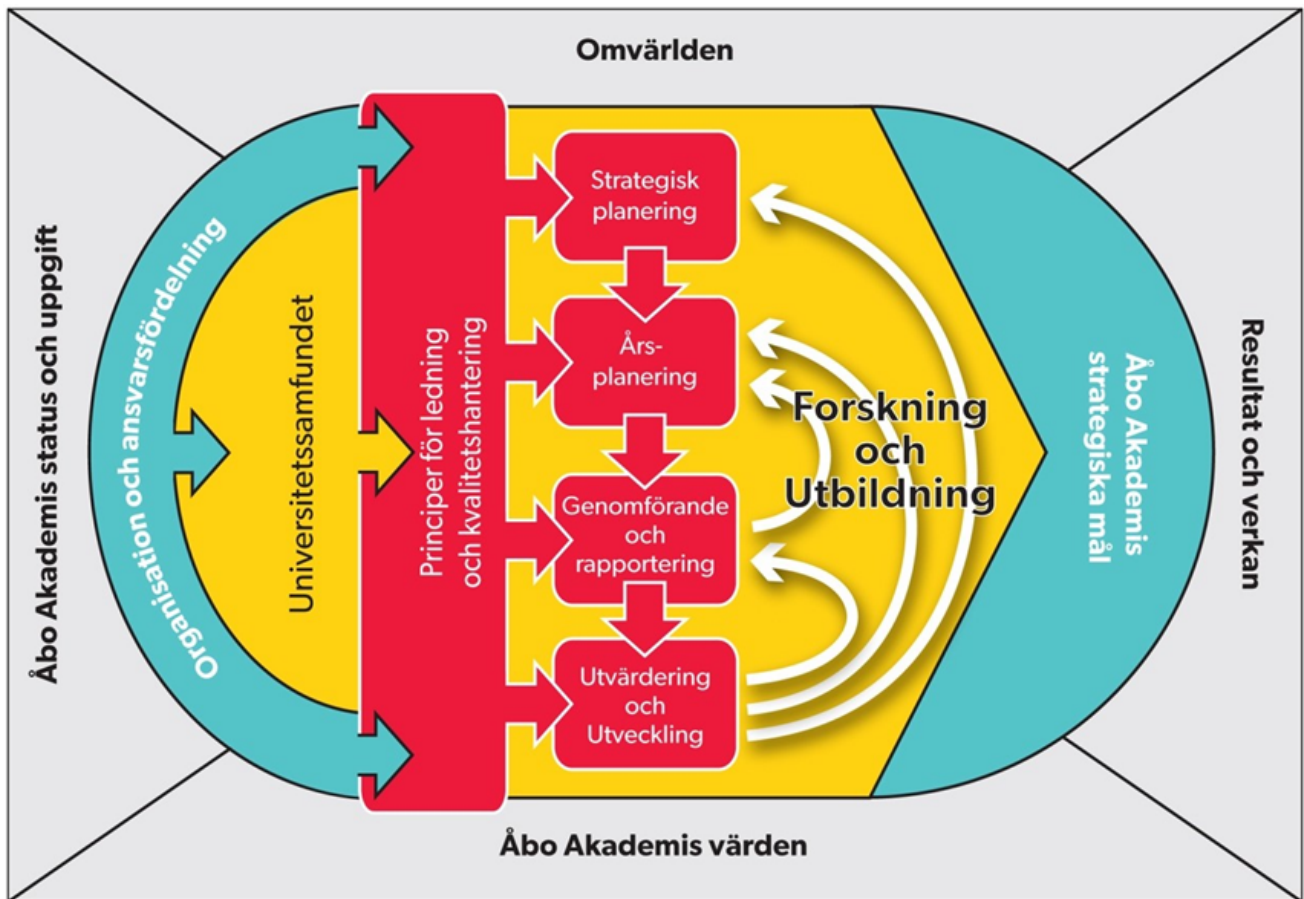 Omvärlden
Åbo Akademis status och uppgift
Organisation och ansvarsfördelning
Universitetssamfundet
Principer för ledning
och kvalitetshantering
Strategisk
planering
Års-
planering
Genomförande
och
rapportering
Utvärdering
och
Utveckling
Forskning
och
Utbildning
Åbo Akademis
strategiska mål
Resultat och verkan
Åbo Akademis värden